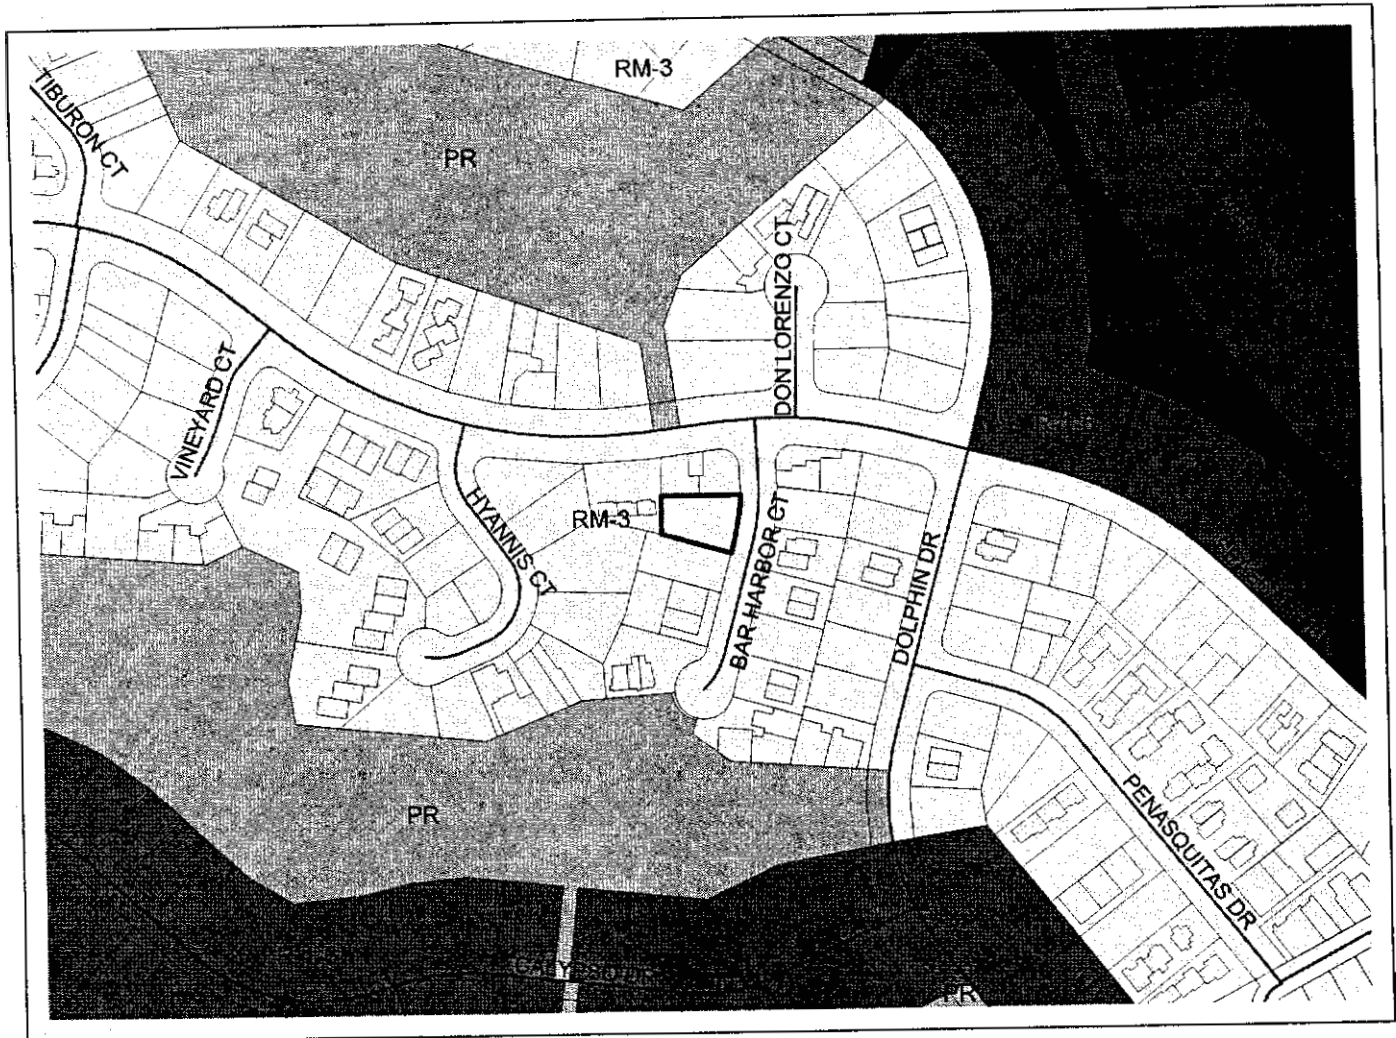 RM-3
TIBURON CT
PR
DON LORENZO CT
VINEYARD CT
HYANNIS CT
RM-3
BAR HARBOR CT
DOLPHIN DR
PENASQUITAS DR
PR
PR